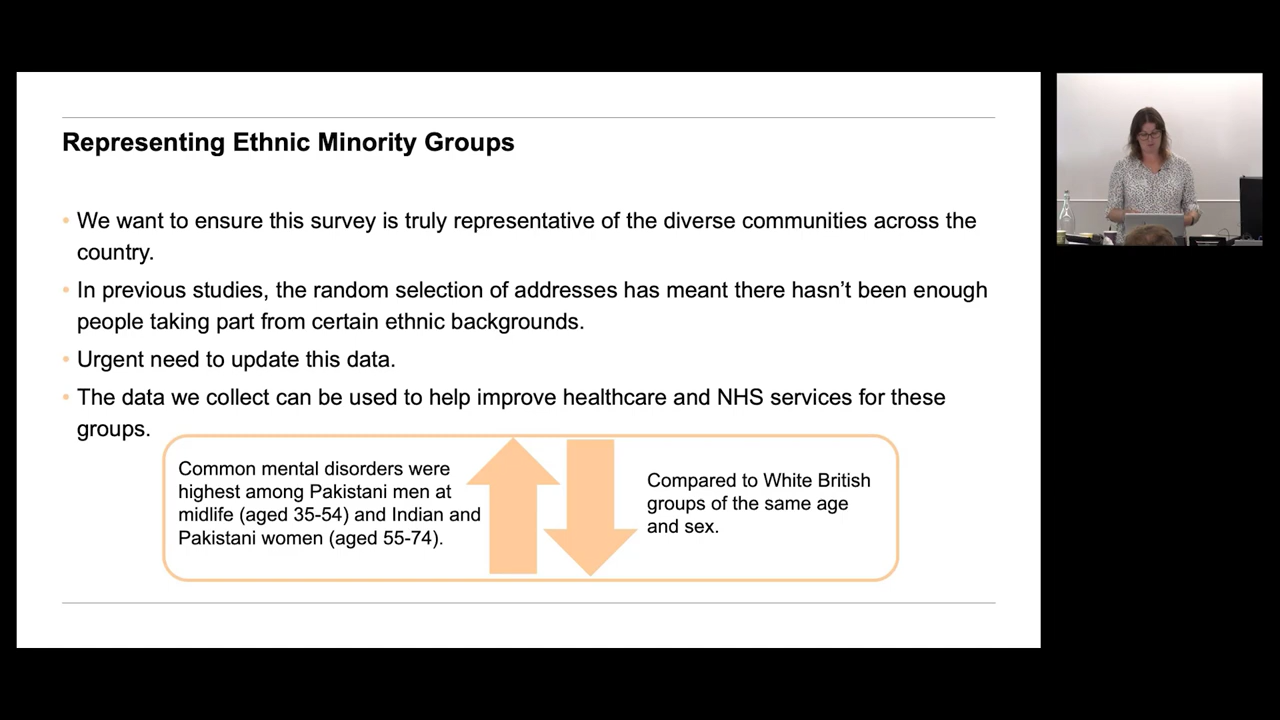 Representing Ethnic Minority Groups
• We want to ensure this survey is truly representative of the diverse communities across the
country.
• In previous studies, the random selection of addresses has meant there hasn't been enough
people taking part from certain ethnic backgrounds.
• Urgent need to update this data.
• The data we collect can be used to help improve healthcare and NHS services for these
groups.
Common mental disorders were
highest among Pakistani men at
midlife (aged 35-54) and Indian and
Pakistani women (aged 55-74).
Compared to White British
groups of the same age
and sex.